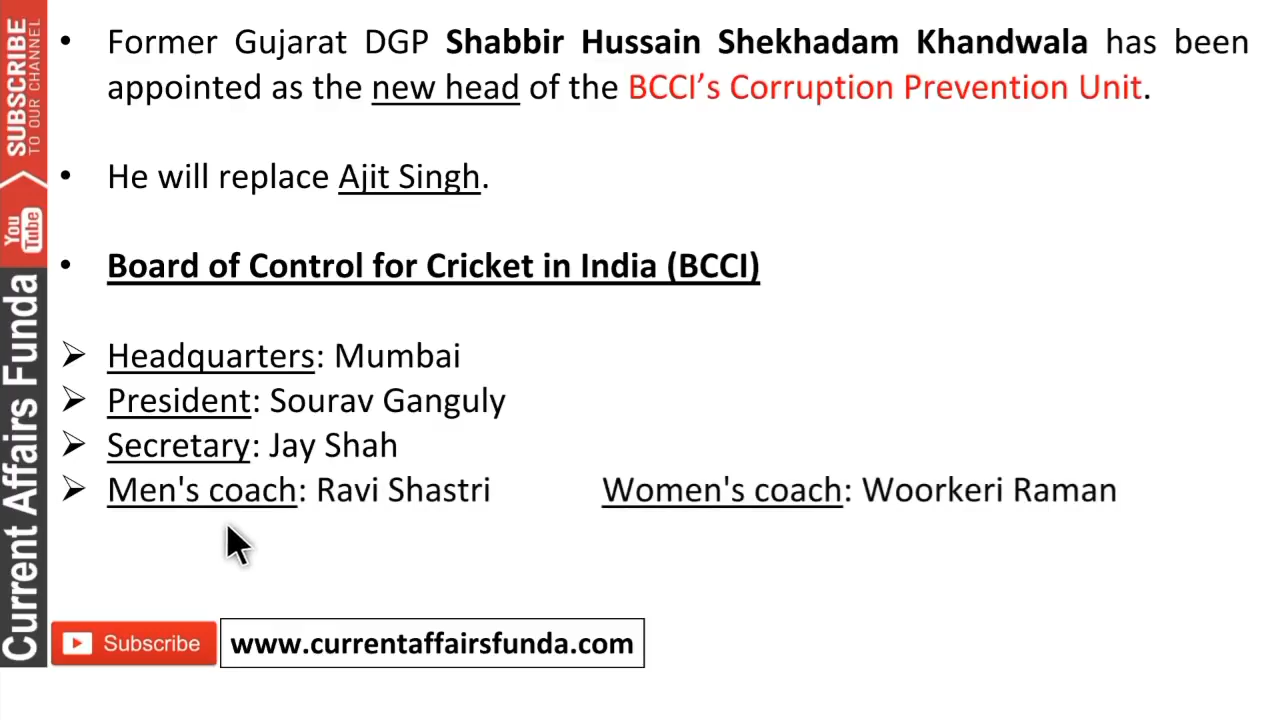 SUBSCRIBE
TO OUR CHANNEL
You
Tube
Current Affairs Funda
• Former Gujarat DGP Shabbir Hussain Shekhadam Khandwala has been
appointed as the new head of the BCCI’s Corruption Prevention Unit.
• He will replace Ajit Singh.
• Board of Control for Cricket in India (BCCI)
➢ Headquarters: Mumbai
➢ President: Sourav Ganguly
➢ Secretary: Jay Shah
➢ Men's coach: Ravi Shastri Women's coach: Woorkeri Raman
Subscribe www.currentaffairsfunda.com